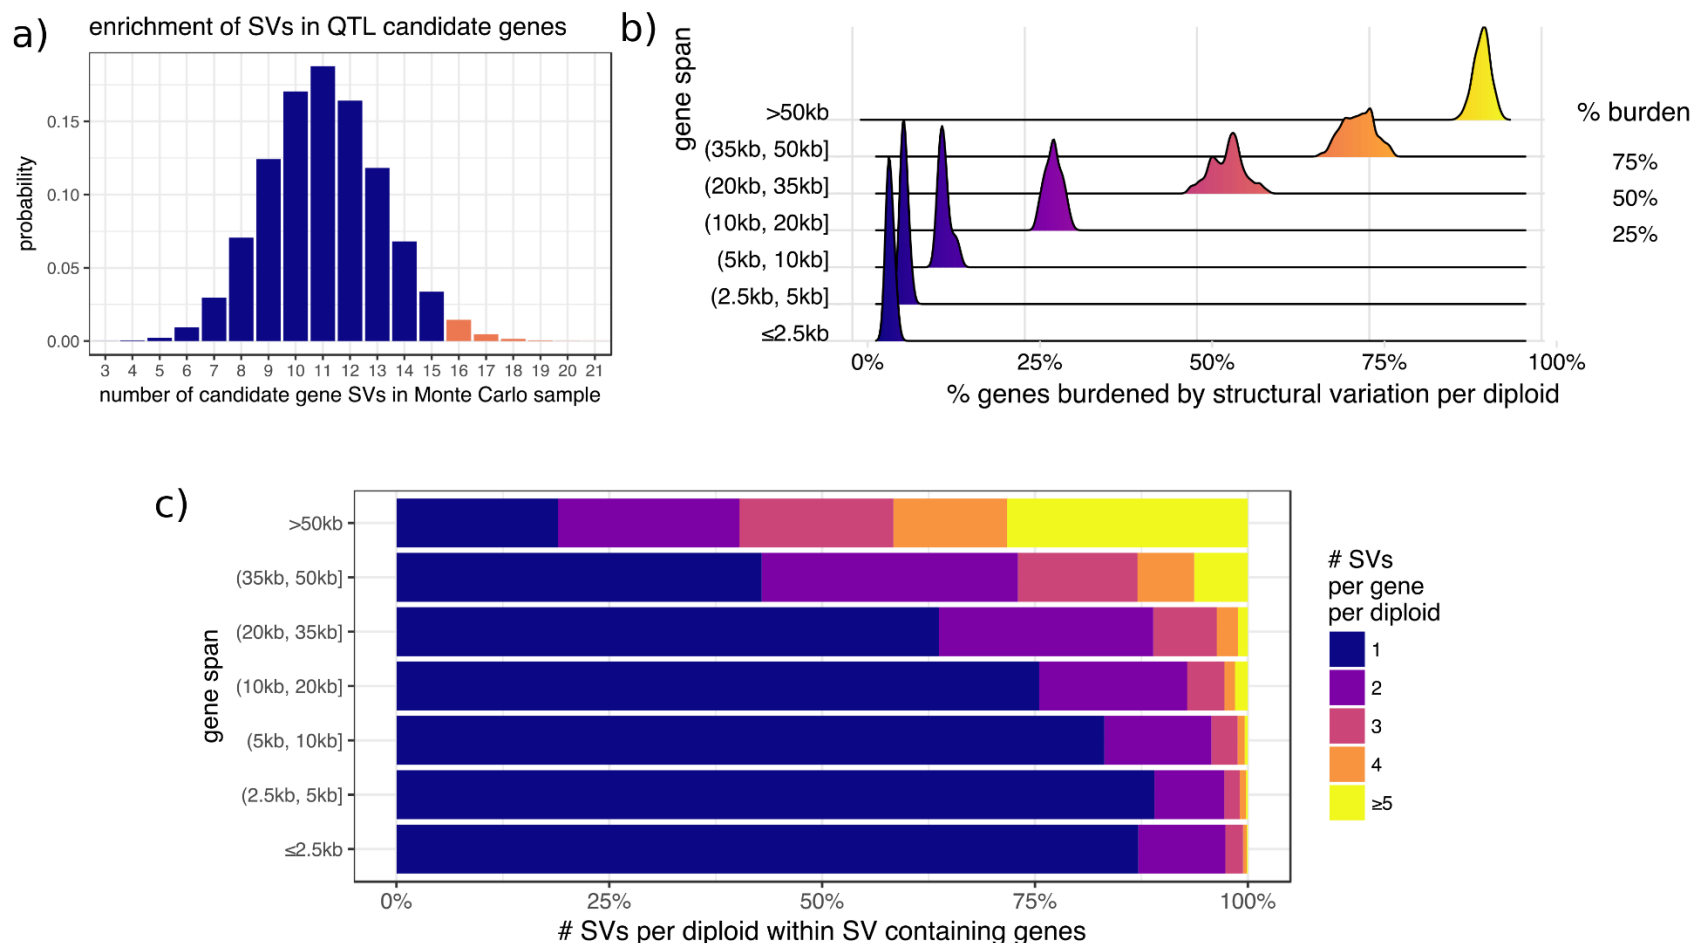 a)
enrichment of SVs in QTL candidate genes
probability
0.15
0.10
0.05
0.00
3 4 5 6 7 8 9 10 11 12 13 14 15 16 17 18 19 20 21
number of candidate gene SVs in Monte Carlo sample
b)
gene span
>50kb
(35kb, 50kb]
(20kb, 35kb]
(10kb, 20kb]
(5kb, 10kb]
(2.5kb, 5kb]
≤2.5kb
0% 25% 50% 75% 100%
% genes burdened by structural variation per diploid
% burden
75%
50%
25%
c)
gene span
>50kb
(35kb, 50kb]
(20kb, 35kb]
(10kb, 20kb]
(5kb, 10kb]
(2.5kb, 5kb]
≤2.5kb
0% 25% 50% 75% 100%
# SVs per diploid within SV containing genes
# SVs
per gene
per diploid
1
2
3
4
≥5